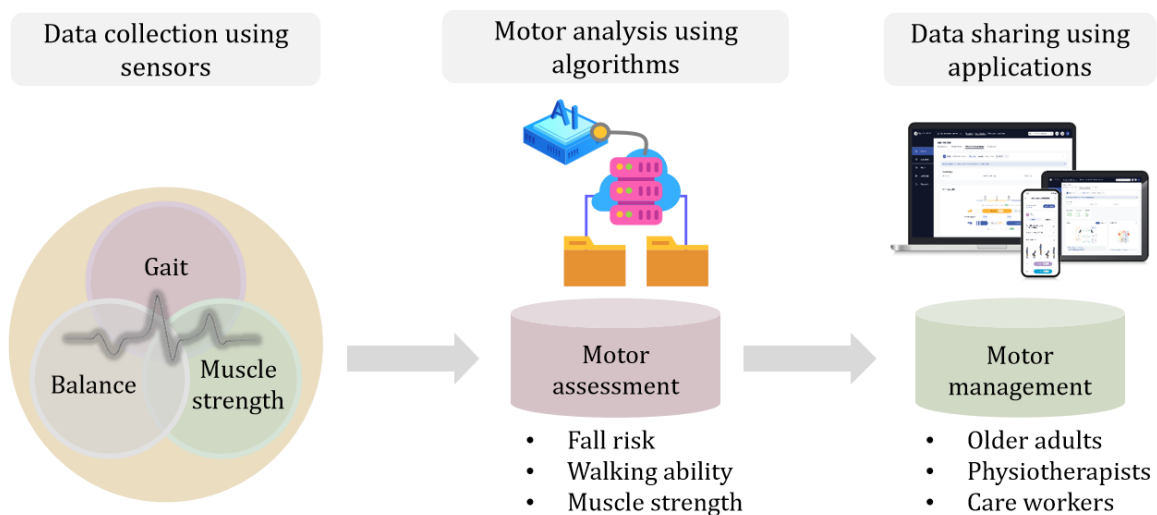 Data collection using
sensors
Motor analysis using
algorithms
Data sharing using
applications
AI
Gait
Balance
Muscle
strength
Motor
assessment
• Fall risk
• Walking ability
• Muscle strength
Motor
management
• Older adults
• Physiotherapists
• Care workers